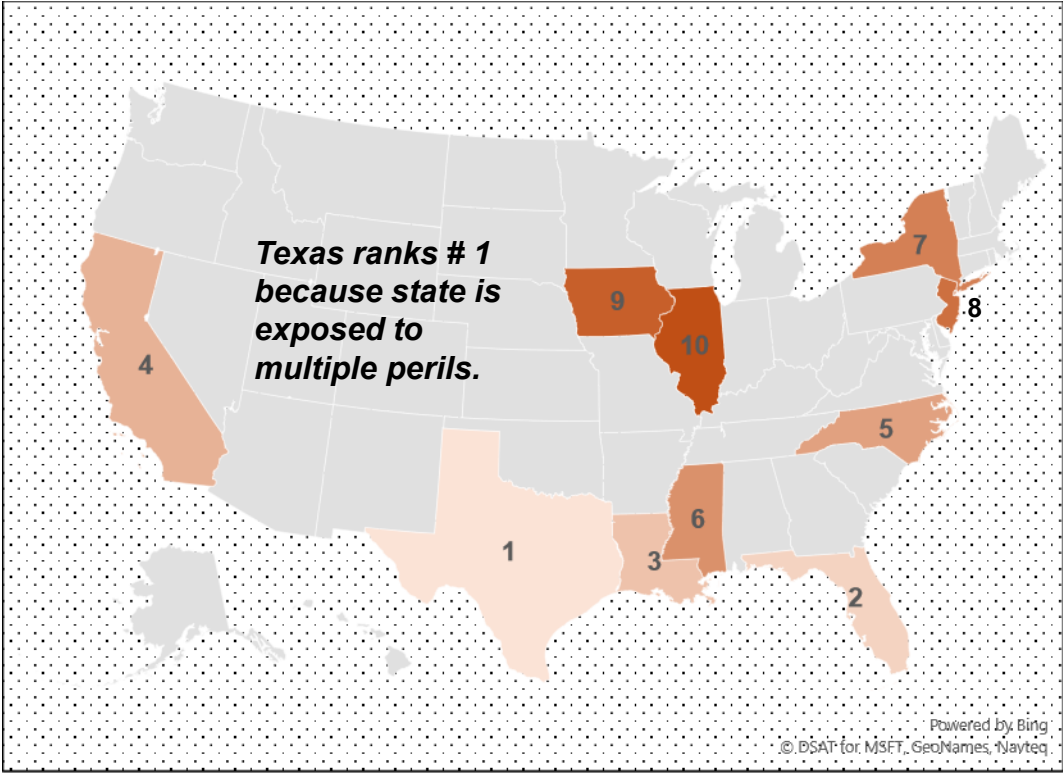 7
Texas ranks # 1
because state is
exposed to
multiple perils.
9
8
10
4
5
6
1
3
2
Powered by Bing
© DSAT for MSFT, GeoNames, Navteq